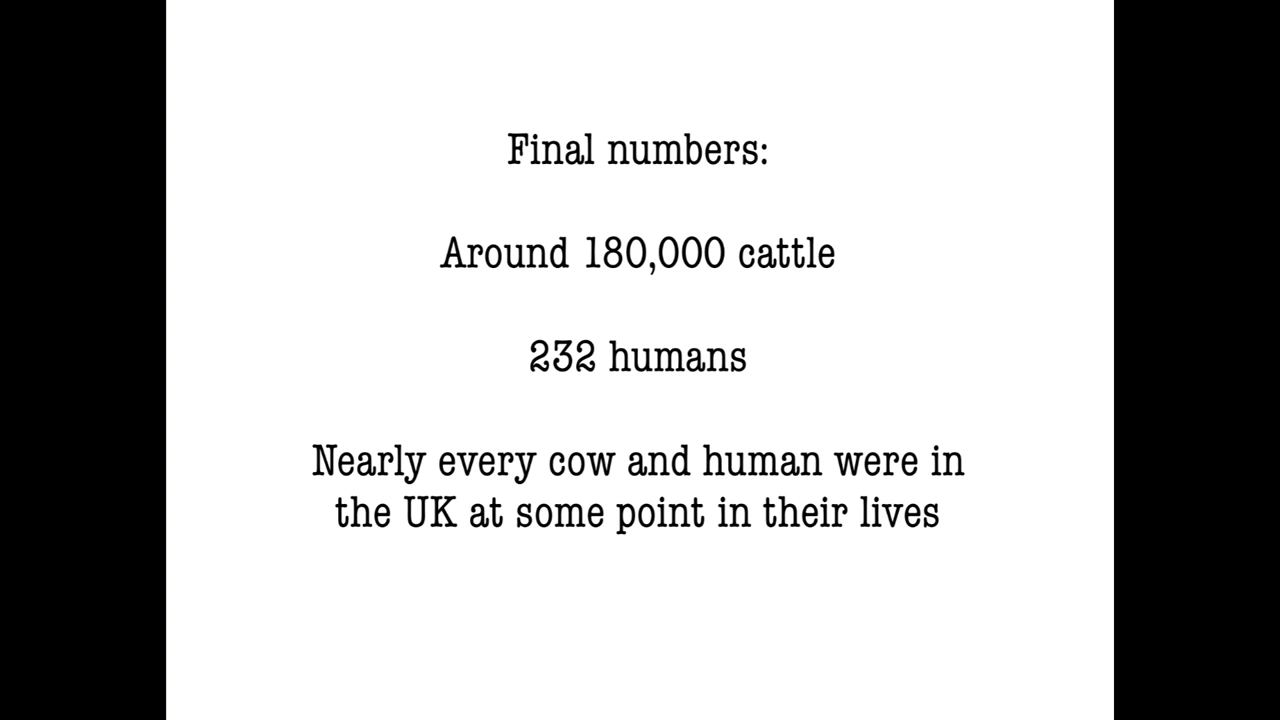 Final numbers:
Around 180,000 cattle
232 humans
Nearly every cow and human were in
the UK at some point in their lives